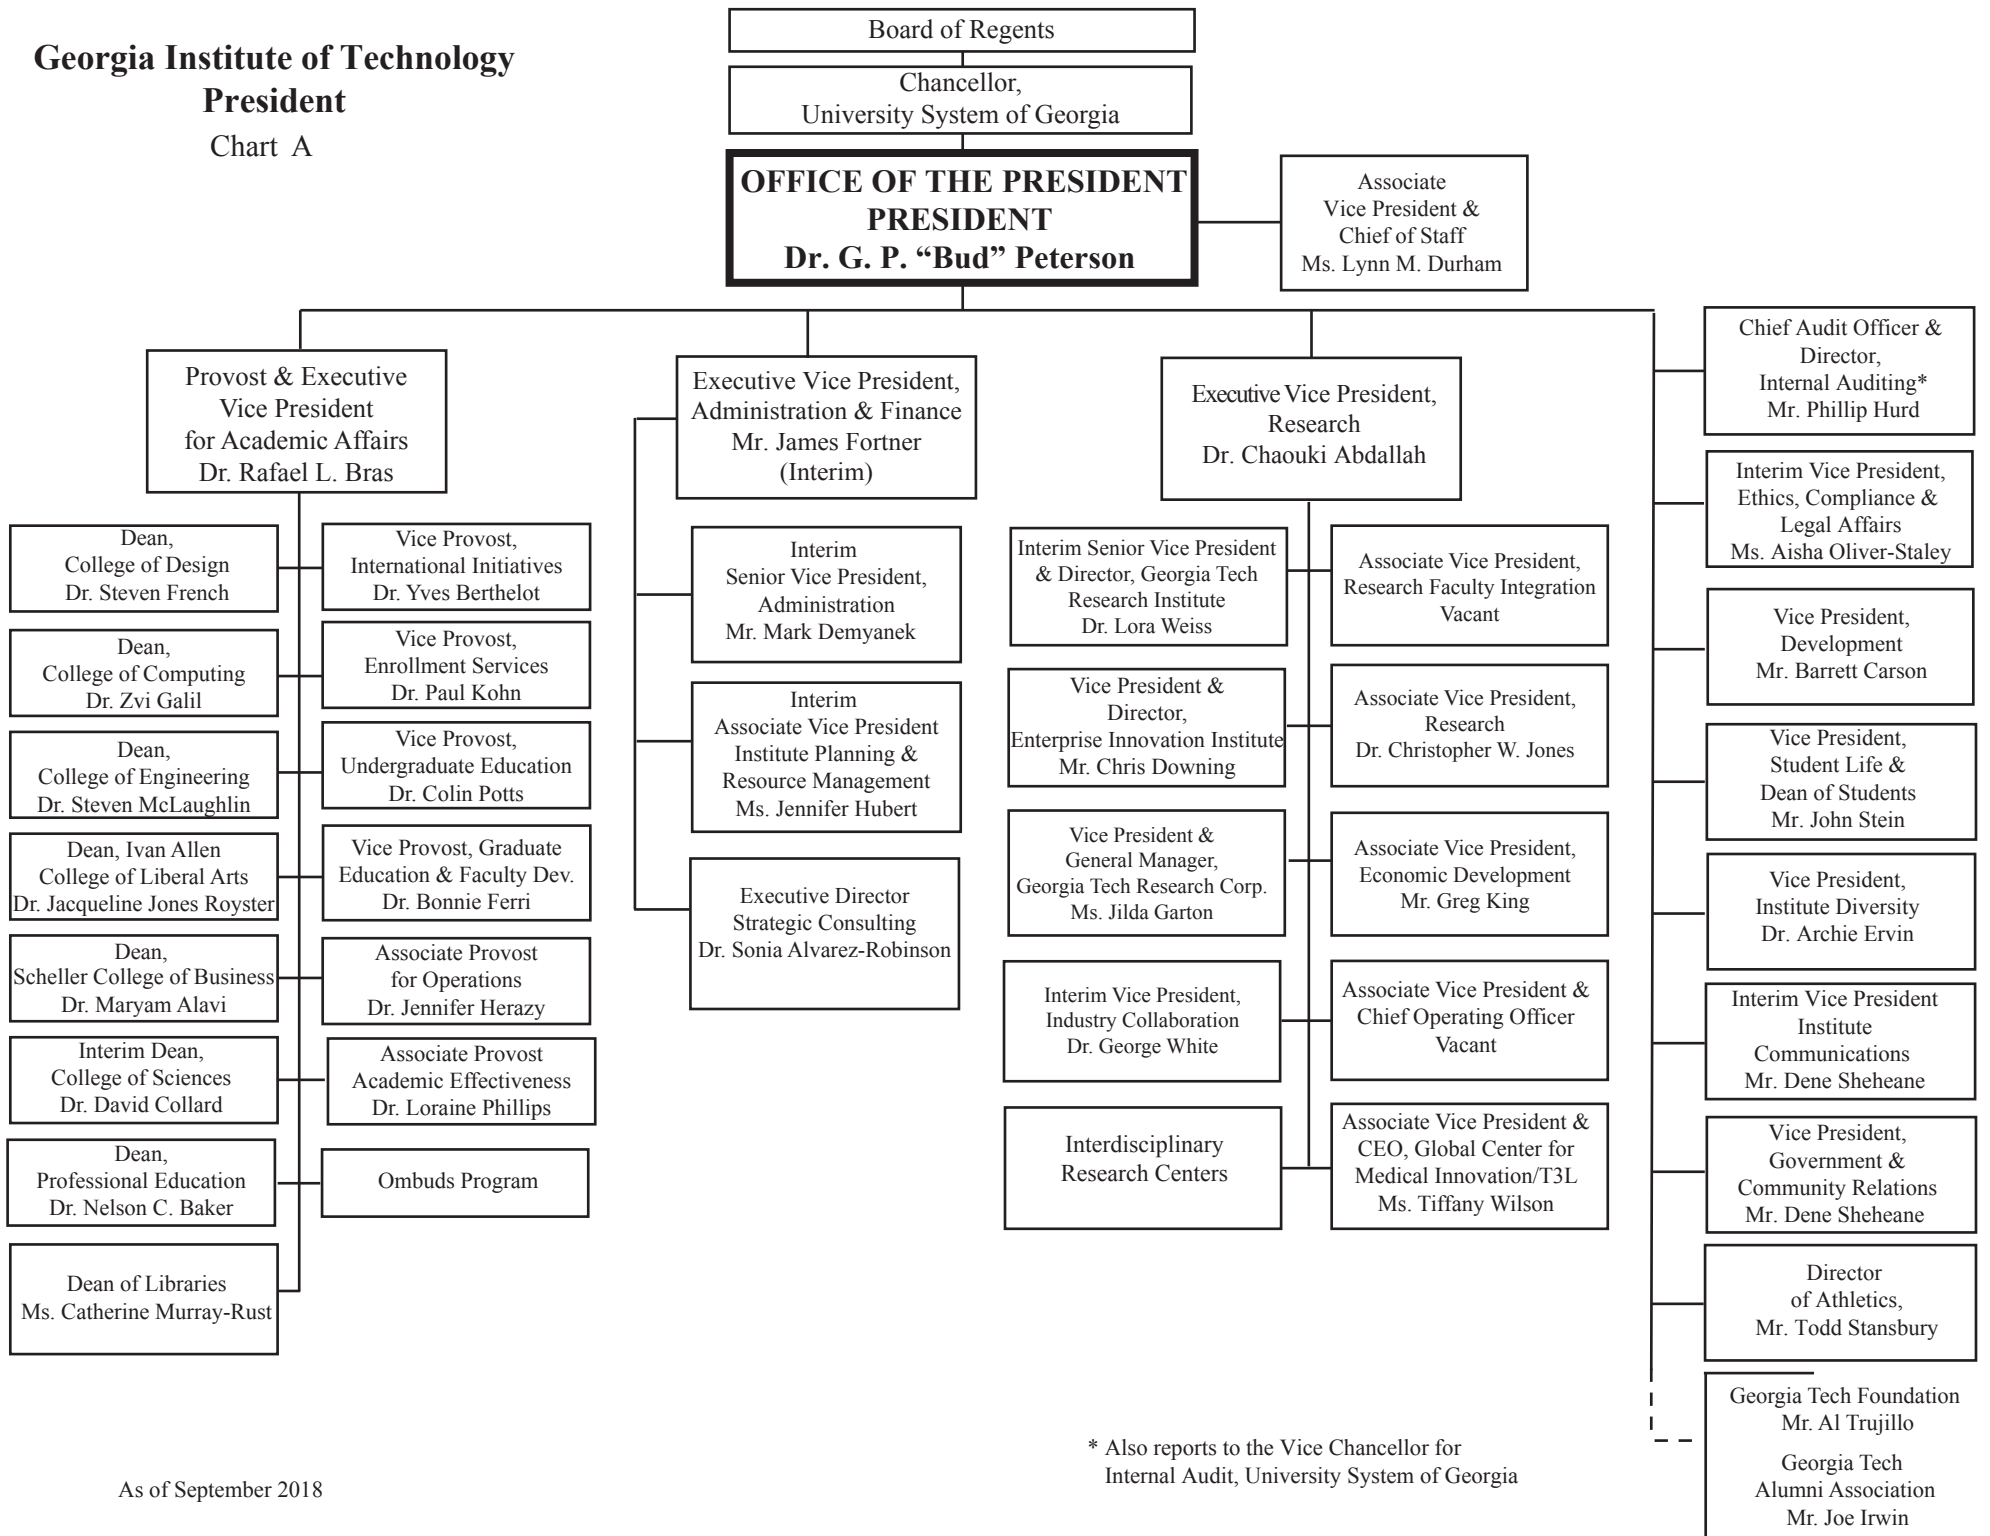 Georgia Institute of Technology
President
Chart A
Board of Regents
Chancellor,
University System of Georgia
OFFICE OF THE PRESIDENT
PRESIDENT
Dr. G. P. “Bud” Peterson
Associate
Vice President &
Chief of Staff
Ms. Lynn M. Durham
Provost & Executive
Vice President
for Academic Affairs
Dr. Rafael L. Bras
Dean,
College of Design
Dr. Steven French
Dean,
College of Computing
Dr. Zvi Galil
Dean,
College of Engineering
Dr. Steven McLaughlin
Dean, Ivan Allen
College of Liberal Arts
Dr. Jacqueline Jones Royster
Dean,
Scheller College of Business
Dr. Maryam Alavi
Interim Dean,
College of Sciences
Dr. David Collard
Dean,
Professional Education
Dr. Nelson C. Baker
Dean of Libraries
Ms. Catherine Murray-Rust
Vice Provost,
International Initiatives
Dr. Yves Berthelot
Vice Provost,
Enrollment Services
Dr. Paul Kohn
Vice Provost,
Undergraduate Education
Dr. Colin Potts
Vice Provost, Graduate
Education & Faculty Dev.
Dr. Bonnie Ferri
Associate Provost
for Operations
Dr. Jennifer Herazy
Associate Provost
Academic Effectiveness
Dr. Loraine Phillips
Ombuds Program
Executive Vice President,
Administration & Finance
Mr. James Fortner
(Interim)
Interim
Senior Vice President,
Administration
Mr. Mark Demyanek
Interim
Associate Vice President
Institute Planning &
Resource Management
Ms. Jennifer Hubert
Executive Director
Strategic Consulting
Dr. Sonia Alvarez-Robinson
Executive Vice President,
Research
Dr. Chaouki Abdallah
Interim Senior Vice President
& Director, Georgia Tech
Research Institute
Dr. Lora Weiss
Vice President &
Director,
Enterprise Innovation Institute
Mr. Chris Downing
Vice President &
General Manager,
Georgia Tech Research Corp.
Ms. Jilda Garton
Interim Vice President,
Industry Collaboration
Dr. George White
Interdisciplinary
Research Centers
Associate Vice President,
Research Faculty Integration
Vacant
Associate Vice President,
Research
Dr. Christopher W. Jones
Associate Vice President,
Economic Development
Mr. Greg King
Associate Vice President &
Chief Operating Officer
Vacant
Associate Vice President &
CEO, Global Center for
Medical Innovation/T3L
Ms. Tiffany Wilson
Chief Audit Officer &
Director,
Internal Auditing*
Mr. Phillip Hurd
Interim Vice President,
Ethics, Compliance &
Legal Affairs
Ms. Aisha Oliver-Staley
Vice President,
Development
Mr. Barrett Carson
Vice President,
Student Life &
Dean of Students
Mr. John Stein
Vice President,
Institute Diversity
Dr. Archie Ervin
Interim Vice President
Institute
Communications
Mr. Dene Sheheane
Vice President,
Government &
Community Relations
Mr. Dene Sheheane
Director
of Athletics,
Mr. Todd Stansbury
Georgia Tech Foundation
Mr. Al Trujillo
Georgia Tech
Alumni Association
Mr. Joe Irwin
* Also reports to the Vice Chancellor for
Internal Audit, University System of Georgia
As of September 2018